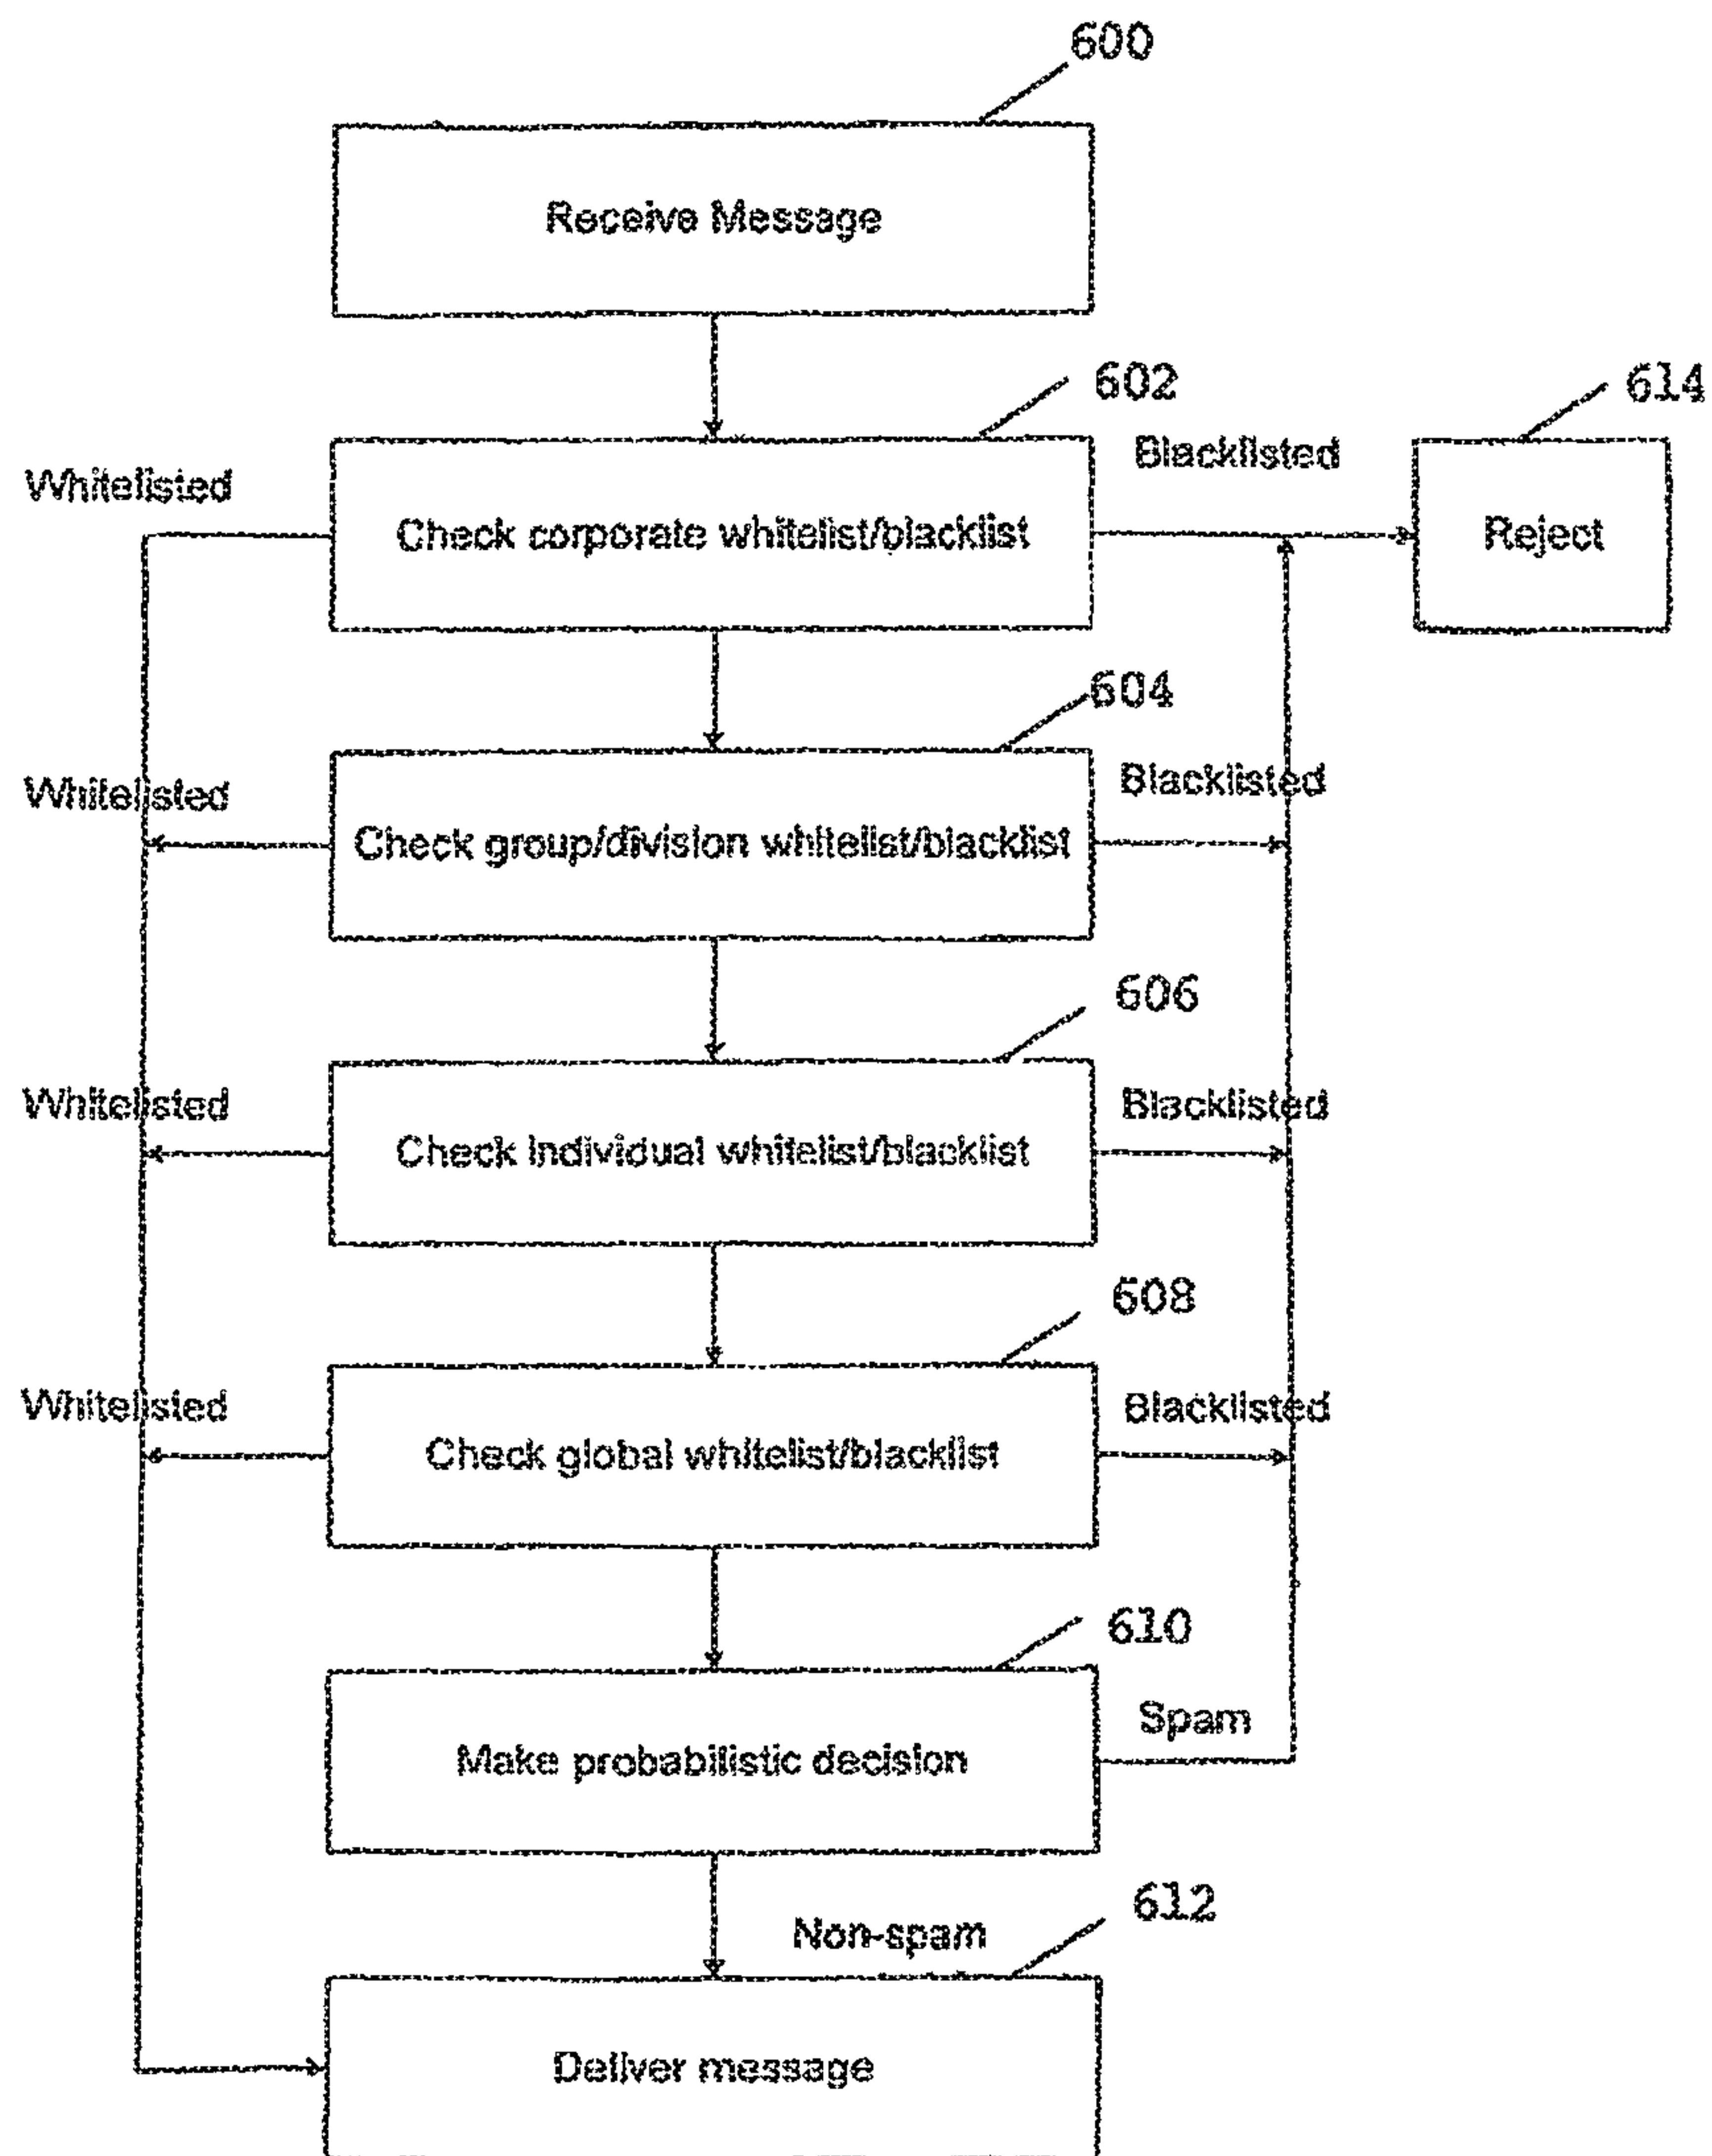 600
Receive Message
602
614
Whitelisted
Blacklisted
Check corporate whitelist/blacklist
Reject
604
Whitelisted
Blacklisted
Check group/division whitelist/blacklist
606
Whitelisted
Blacklisted
Check individual whitelist/blacklist
608
Whitelisted
Blacklisted
Check global whitelist/blacklist
610
Spam
Make probabilistic decision
612
Non-spam
Deliver message